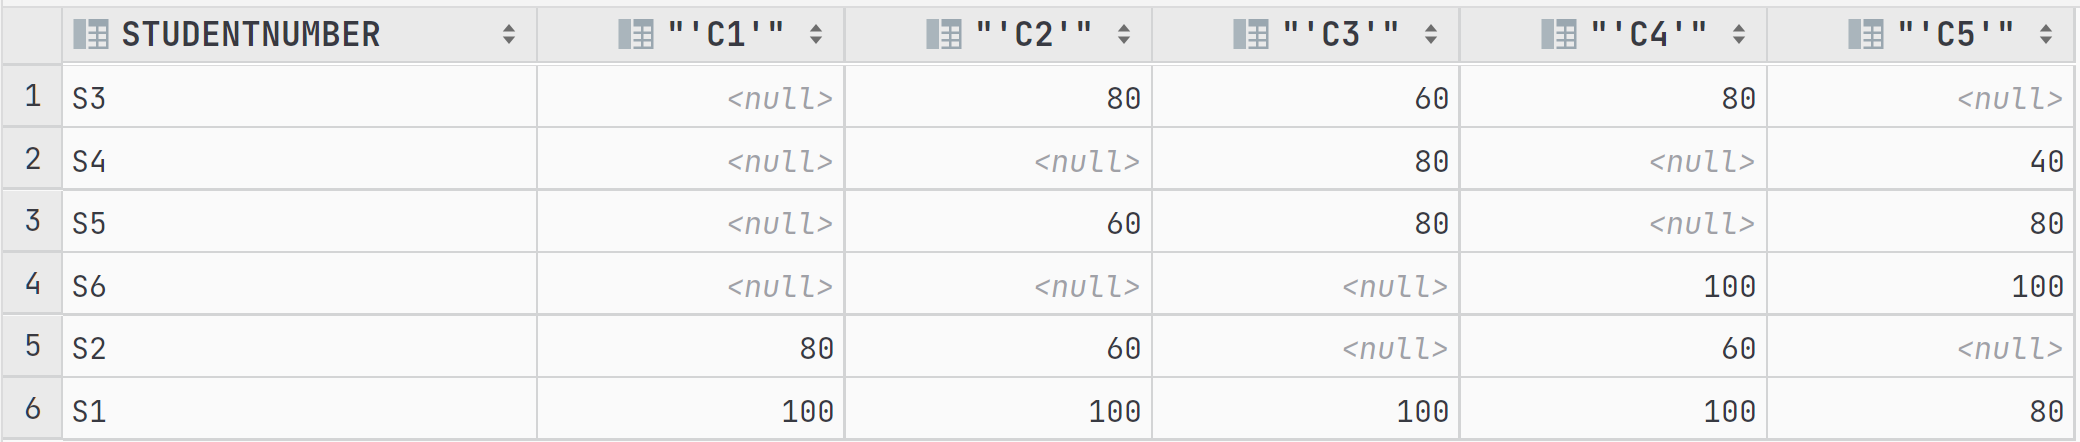 STUDENTNUMBER "'C1'" "'C2'" "'C3'" "'C4'" "'C5'"
1 S3 <null> 80 60 80 <null>
2 S4 <null> <null> 80 <null> 40
3 S5 <null> 60 80 <null> 80
4 S6 <null> <null> <null> 100 100
5 S2 80 60 <null> 60 <null>
6 S1 100 100 100 100 80